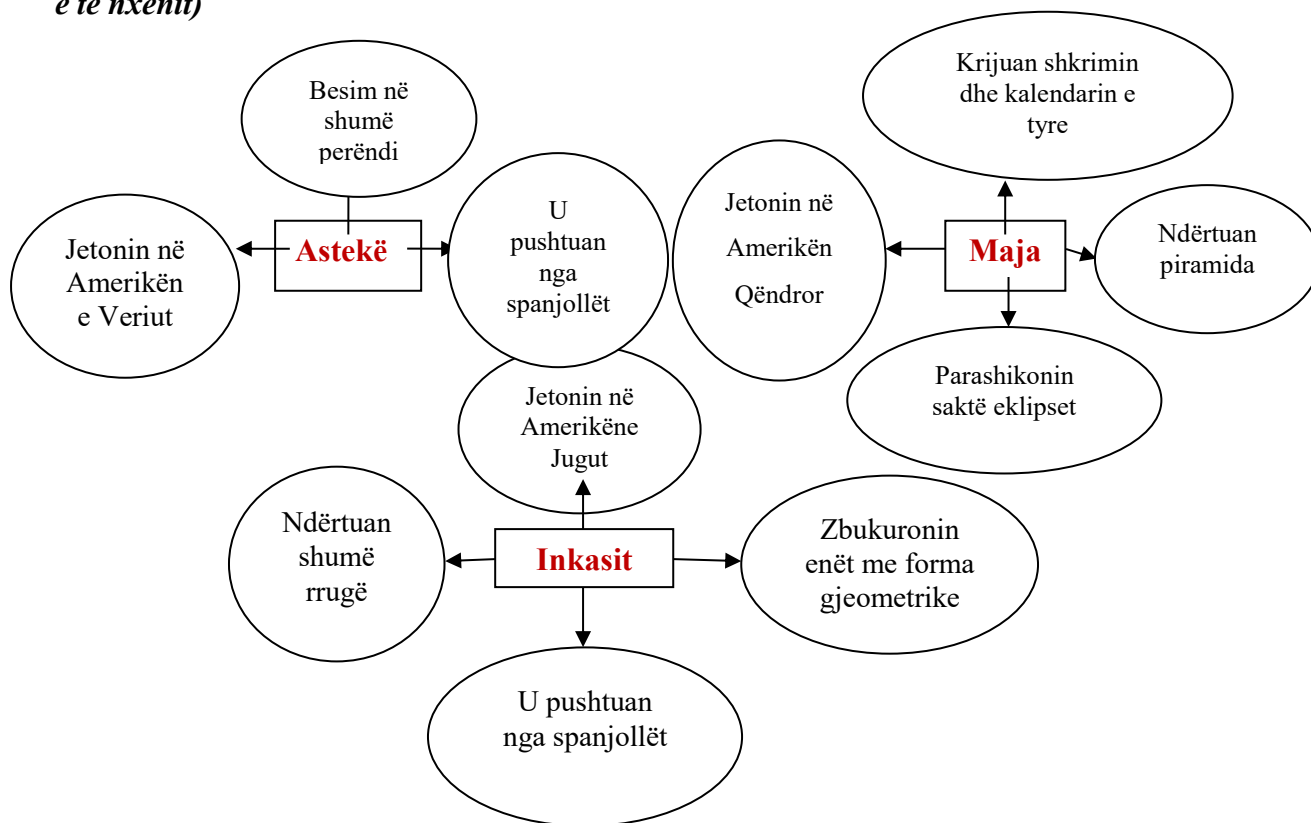 e të nxënit)
Besim në
shumë
perëndi
Krijuan shkrimin
dhe kalendarin e
tyre
Jetonin në
Amerikën
e Veriut
Astekë
U
pushtuan
nga
spanjollët
Jetonin në
Amerikën
Qëndror
Maja
Ndërtuan
piramida
Parashikonin
saktë eklipset
Jetonin në
Amerikëne
Jugut
Ndërtuan
shumë
rrugë
Inkasit
Zbukuronin
enët me forma
gjeometrike
U pushtuan
nga spanjollët